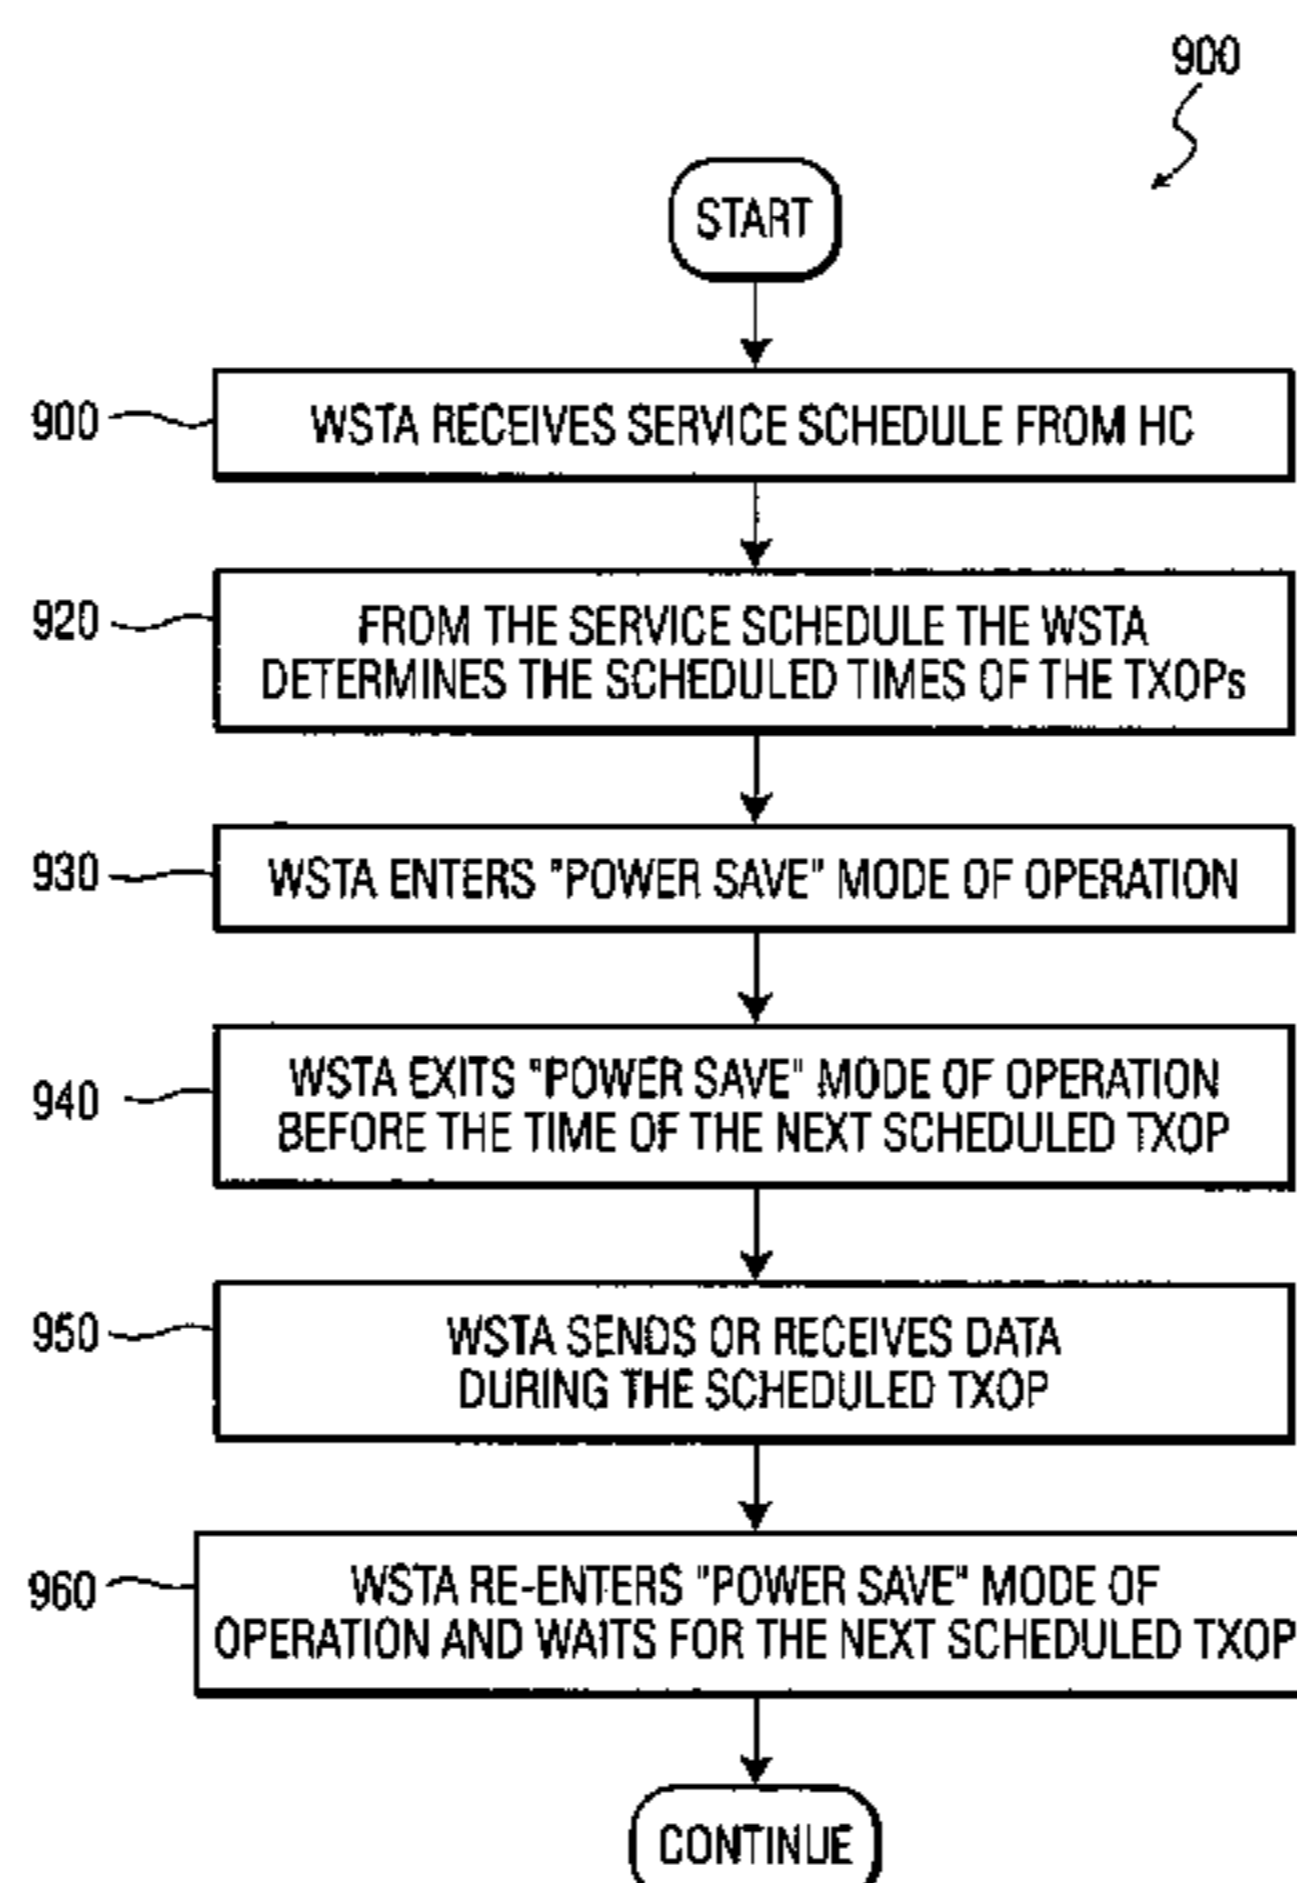 900
START
900
WSTA RECEIVES SERVICE SCHEDULE FROM HC
920
FROM THE SERVICE SCHEDULE THE WSTA
DETERMINES THE SCHEDULED TIMES OF THE TXOPs
930
WSTA ENTERS "POWER SAVE" MODE OF OPERATION
940
WSTA EXITS "POWER SAVE" MODE OF OPERATION
BEFORE THE TIME OF THE NEXT SCHEDULED TXOP
950
WSTA SENDS OR RECEIVES DATA
DURING THE SCHEDULED TXOP
960
WSTA RE-ENTERS "POWER SAVE" MODE OF
OPERATION AND WAITS FOR THE NEXT SCHEDULED TXOP
CONTINUE